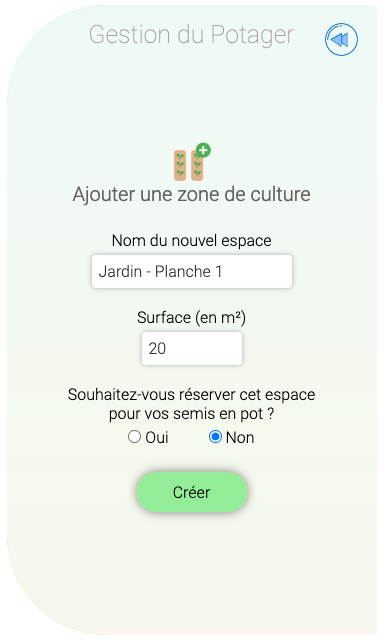 Gestion du Potager
Ajouter une zone de culture
Nom du nouvel espace
Jardin - Planche 1
Surface (en m²)
20
Souhaitez-vous réserver cet espace
pour vos semis en pot ?
Oui Non
Créer